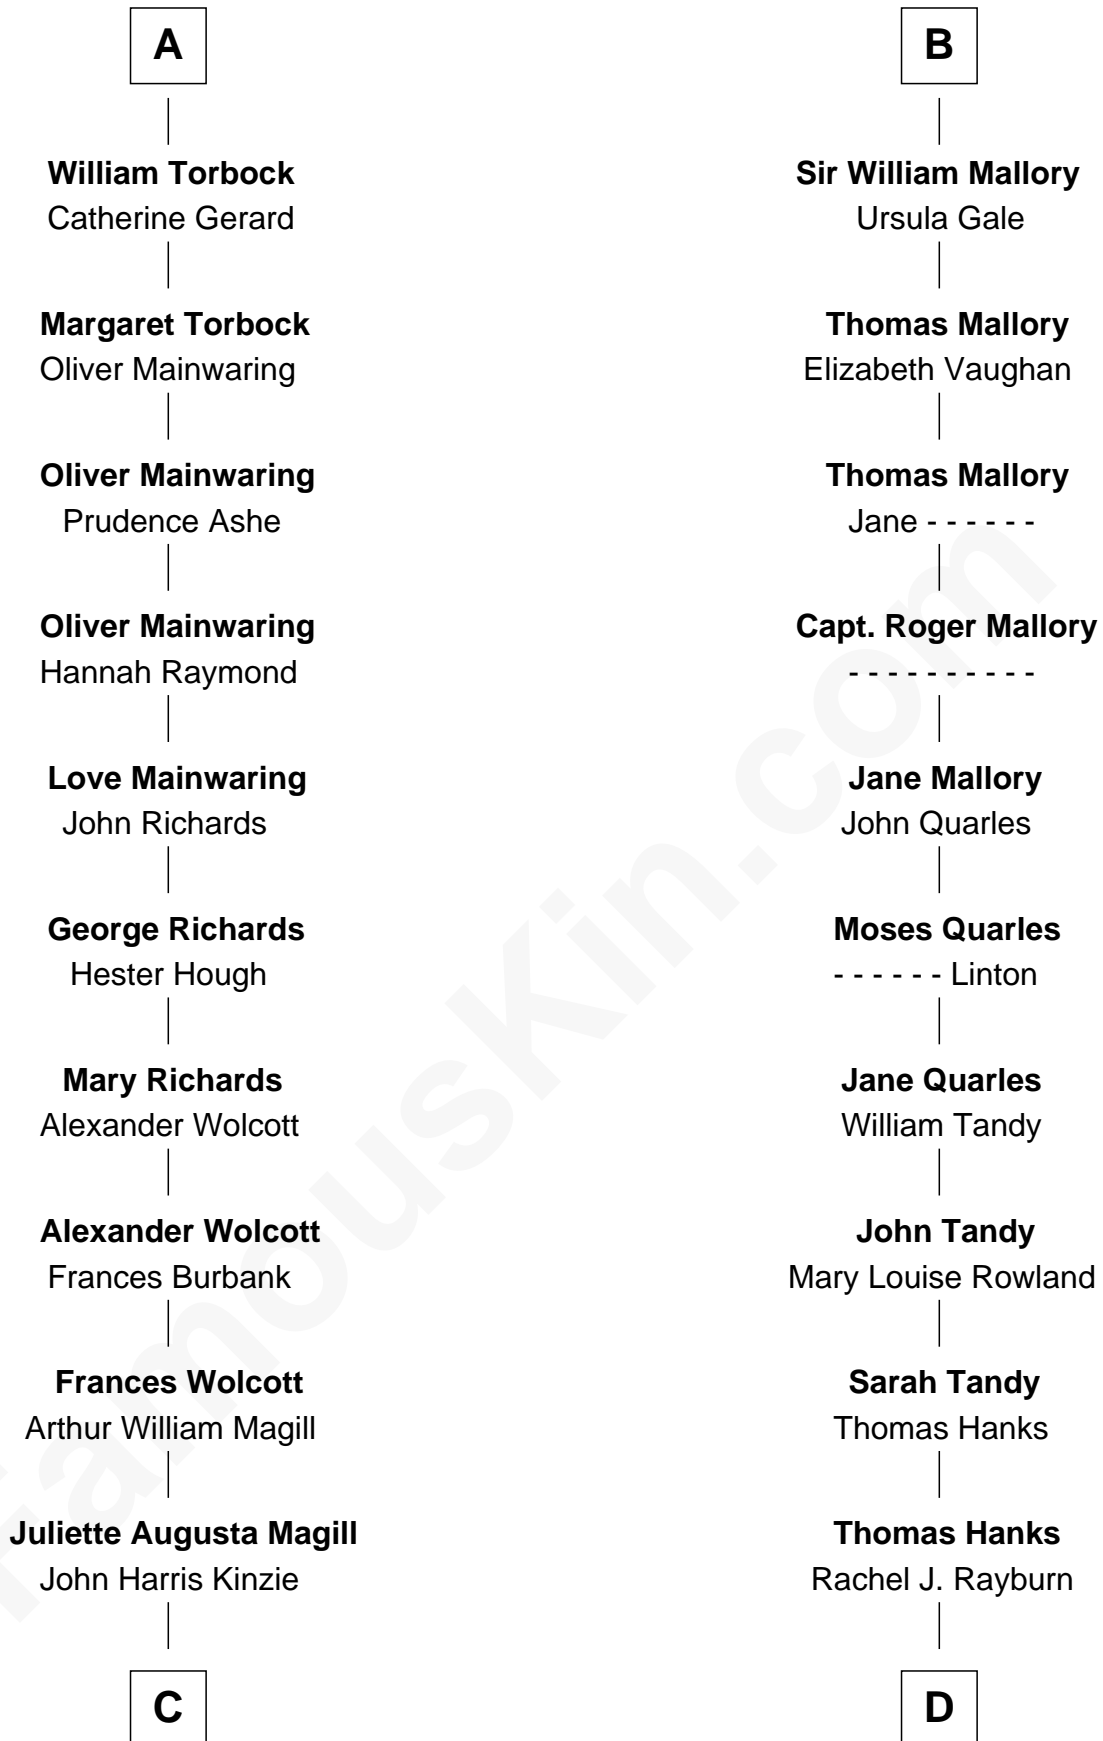 A
William Torbock
Catherine Gerard
Margaret Torbock
Oliver Mainwaring
Oliver Mainwaring
Prudence Ashe
Oliver Mainwaring
Hannah Raymond
Love Mainwaring
John Richards
George Richards
Hester Hough
Mary Richards
Alexander Wolcott
Alexander Wolcott
Frances Burbank
Frances Wolcott
Arthur William Magill
Juliette Augusta Magill
John Harris Kinzie
C
B
Sir William Mallory
Ursula Gale
Thomas Mallory
Elizabeth Vaughan
Thomas Mallory
Jane - - - - - -
Capt. Roger Mallory
- - - - - - - - - -
Jane Mallory
John Quarles
Moses Quarles
- - - - - - Linton
Jane Quarles
William Tandy
John Tandy
Mary Louise Rowland
Sarah Tandy
Thomas Hanks
Thomas Hanks
Rachel J. Rayburn
D
FamousKin.com